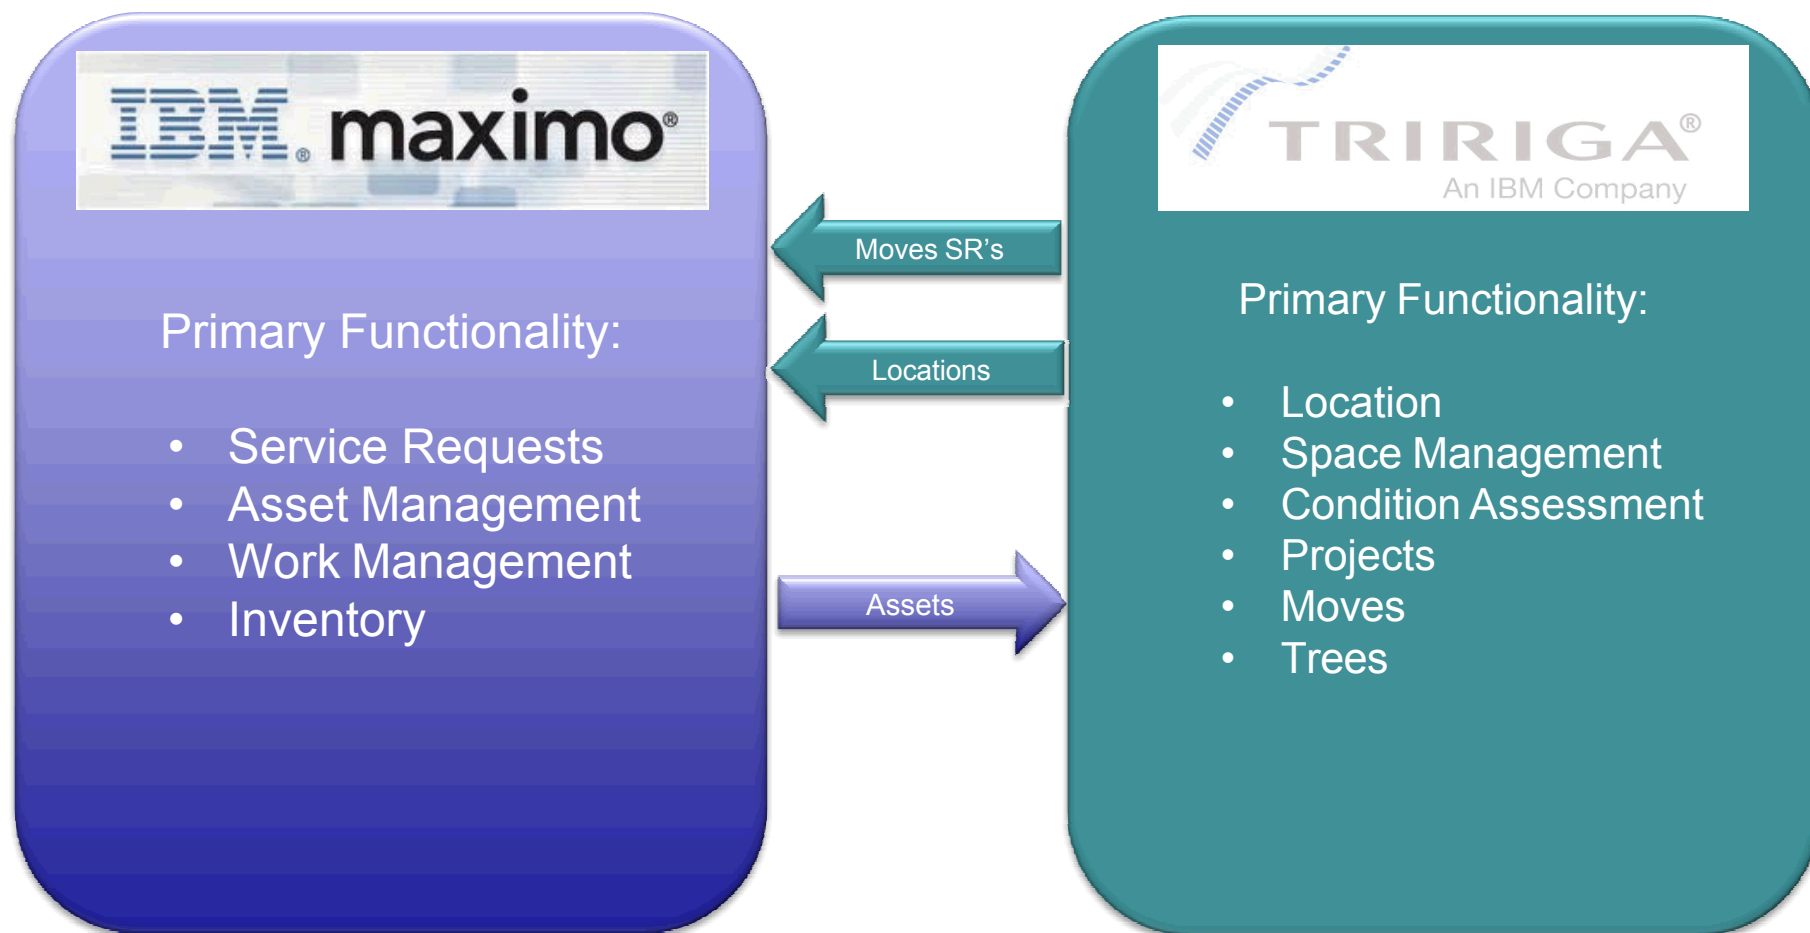 IBM® maximo®
Primary Functionality:
• Service Requests
• Asset Management
• Work Management
• Inventory
Moves SR's
Locations
Assets
TRIRIGA®
An IBM Company
Primary Functionality:
• Location
• Space Management
• Condition Assessment
• Projects
• Moves
• Trees